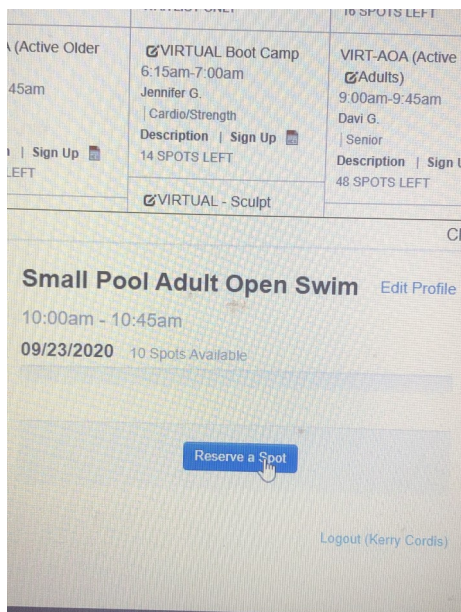 16 SPOTS LEFT
(Active Older
45am
| Sign Up
LEFT
VIRTUAL Boot Camp
6:15am-7:00am
Jennifer G.
| Cardio/Strength
Description | Sign Up
14 SPOTS LEFT
VIRTUAL - Sculpt
VIRT-AOA (Active
Adults)
9:00am-9:45am
Davi G.
| Senior
Description | Sign
48 SPOTS LEFT
Small Pool Adult Open Swim Edit Profile
10:00am - 10:45am
09/23/2020 10 Spots Available
Reserve a Spot
Logout (Kerry Cordis)